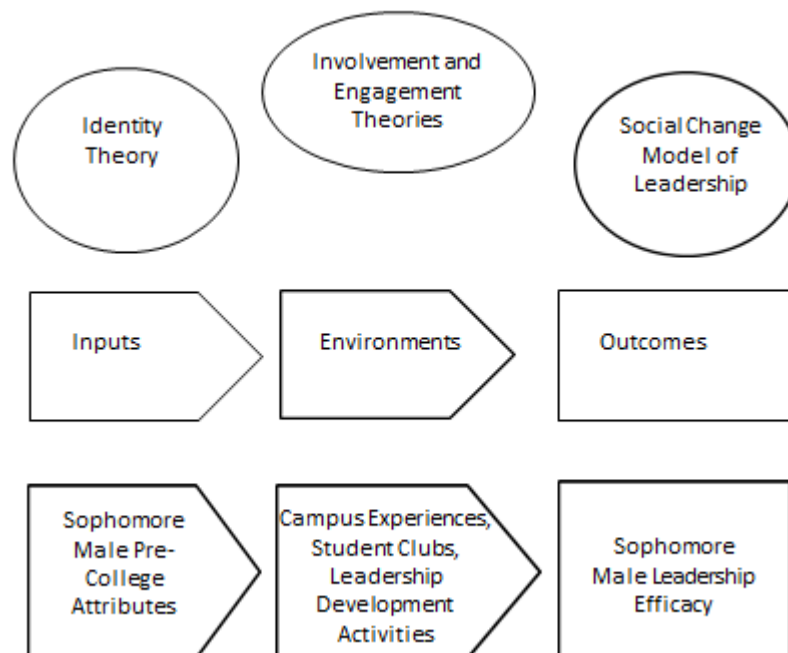 Identity
Theory
Involvement and
Engagement
Theories
Social Change
Model of
Leadership
Inputs
Environments
Outcomes
Sophomore
Male Pre-
College
Attributes
Campus Experiences,
Student Clubs,
Leadership
Development
Activities
Sophomore
Male Leadership
Efficacy